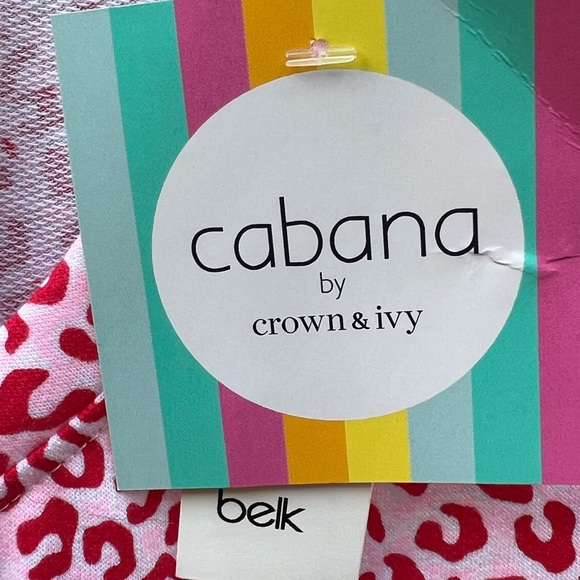 cabana
by
crown & ivy
belk